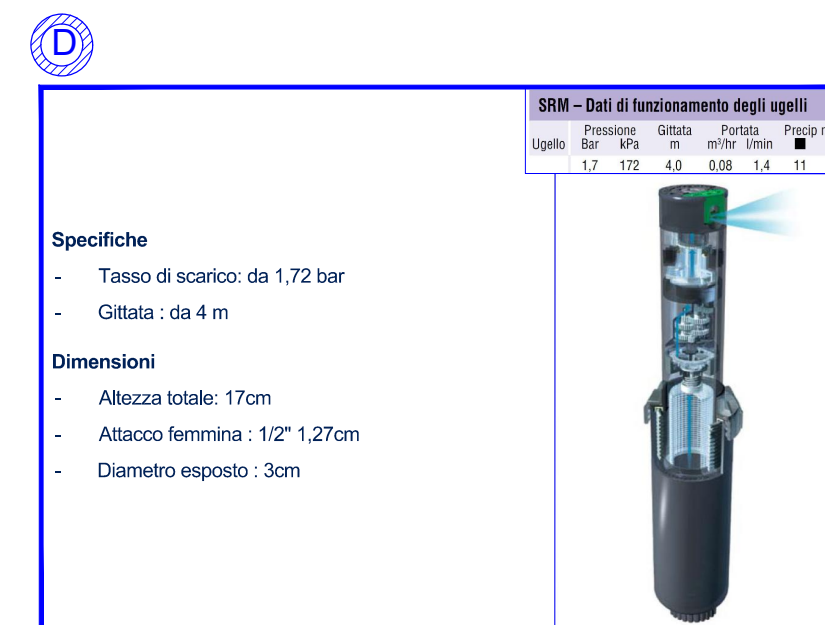 D
SRM – Dati di funzionamento degli ugelli
Pressione Gittata Portata Precip
Ugello Bar kPa m m³/hr l/min
1,7 172 4,0 0,08 1,4 11
Specifiche
- Tasso di scarico: da 1,72 bar
- Gittata : da 4 m
Dimensioni
- Altezza totale: 17cm
- Attacco femmina : 1/2" 1,27cm
- Diametro esposto : 3cm